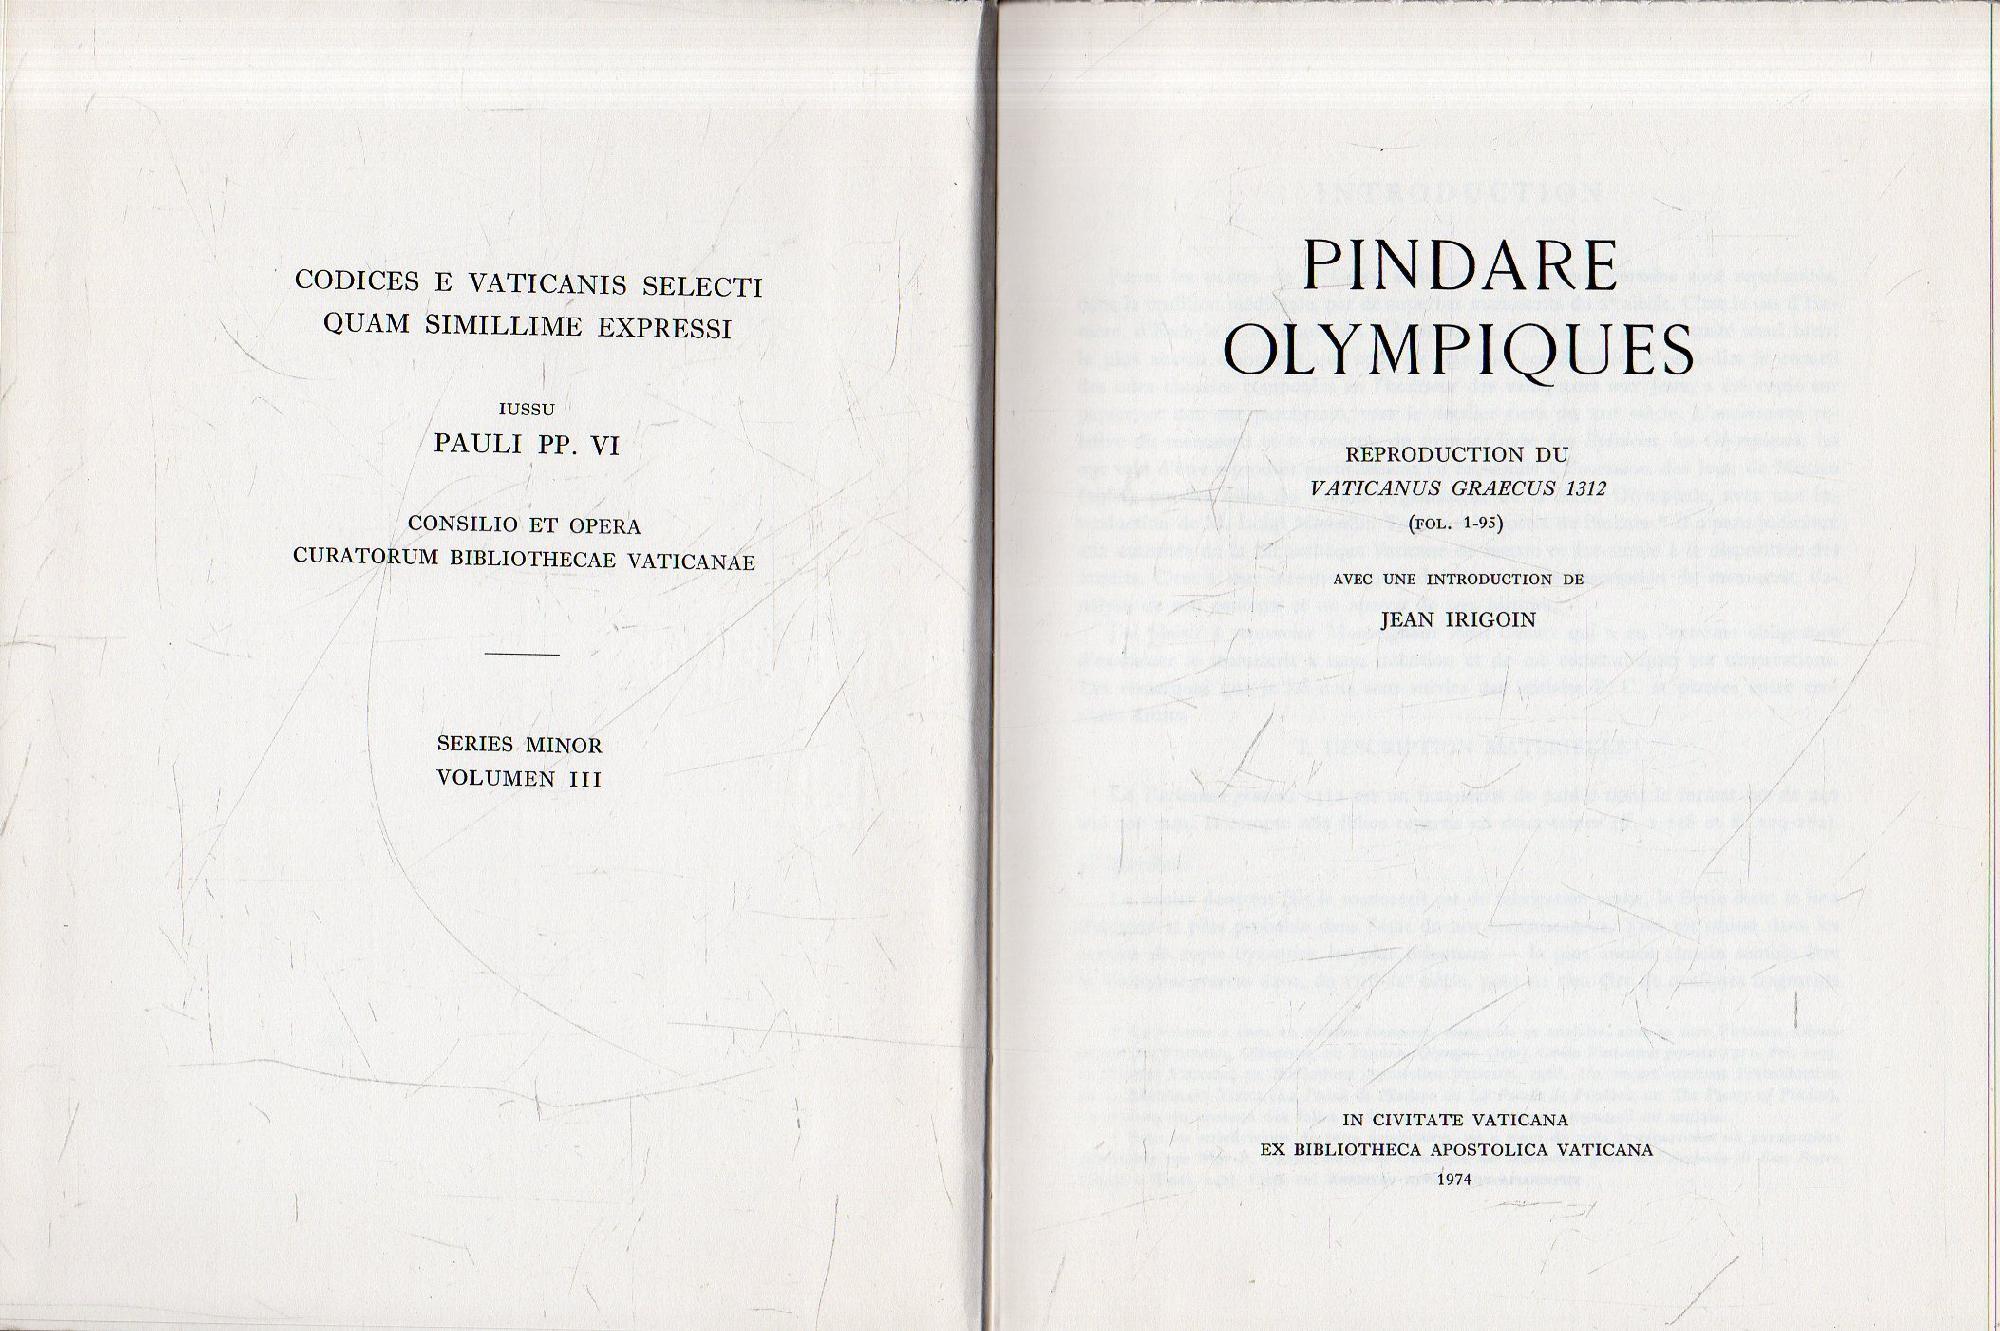 CODICES E VATICANIS SELECTI
QUAM SIMILLIME EXPRESSI
IUSSU
PAULI PP. VI
CONSILIO ET OPERA
CURATORUM BIBLIOTHECAE VATICANAE
SERIES MINOR
VOLUMEN III
PINDARE
OLYMPIQUES
REPRODUCTION DU
VATICANUS GRAECUS 1312
(FOL. 1-95)
AVEC UNE INTRODUCTION DE
JEAN IRIGOIN
IN CIVITATE VATICANA
EX BIBLIOTHECA APOSTOLICA VATICANA
1974